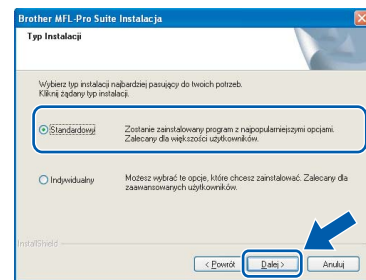 Brother MFL-Pro Suite Instalacja
Typ Instalacji
Wybierz typ instalacji najbardziej pasujący do twoich potrzeb.
Kliknij żądany typ instalacji.
Standardowy
Zostanie zainstalowany program z najpopularniejszymi opcjami.
Zalecany dla większości użytkowników.
Indywidualny
Możesz wybrać te opcje, które chcesz zainstalować. Zalecany dla
zaawansowanych użytkowników.
InstallShield
< Powrót
Dalej >
Anuluj